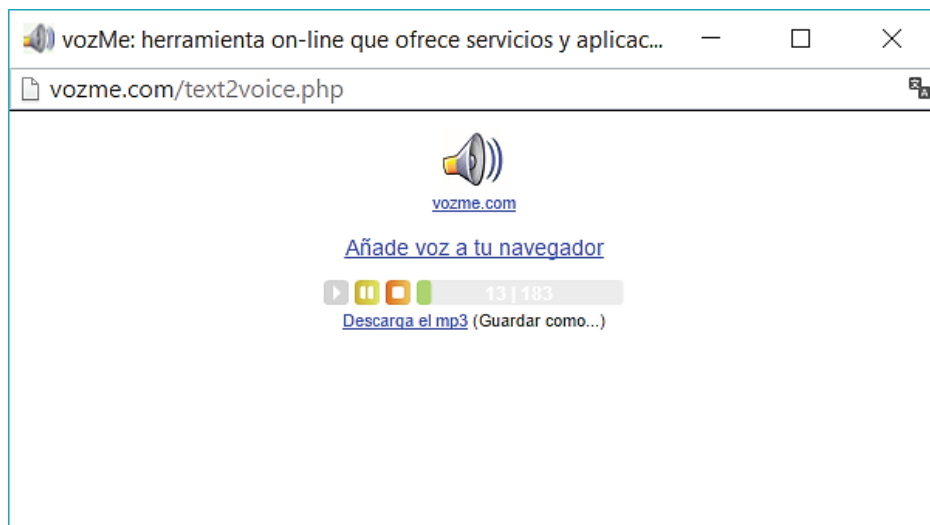 vozMe: herramienta on-line que ofrece servicios y aplicac...
vozme.com/text2voice.php
vozme.com
Añade voz a tu navegador
13 | 183
Descarga el mp3 (Guardar como...)